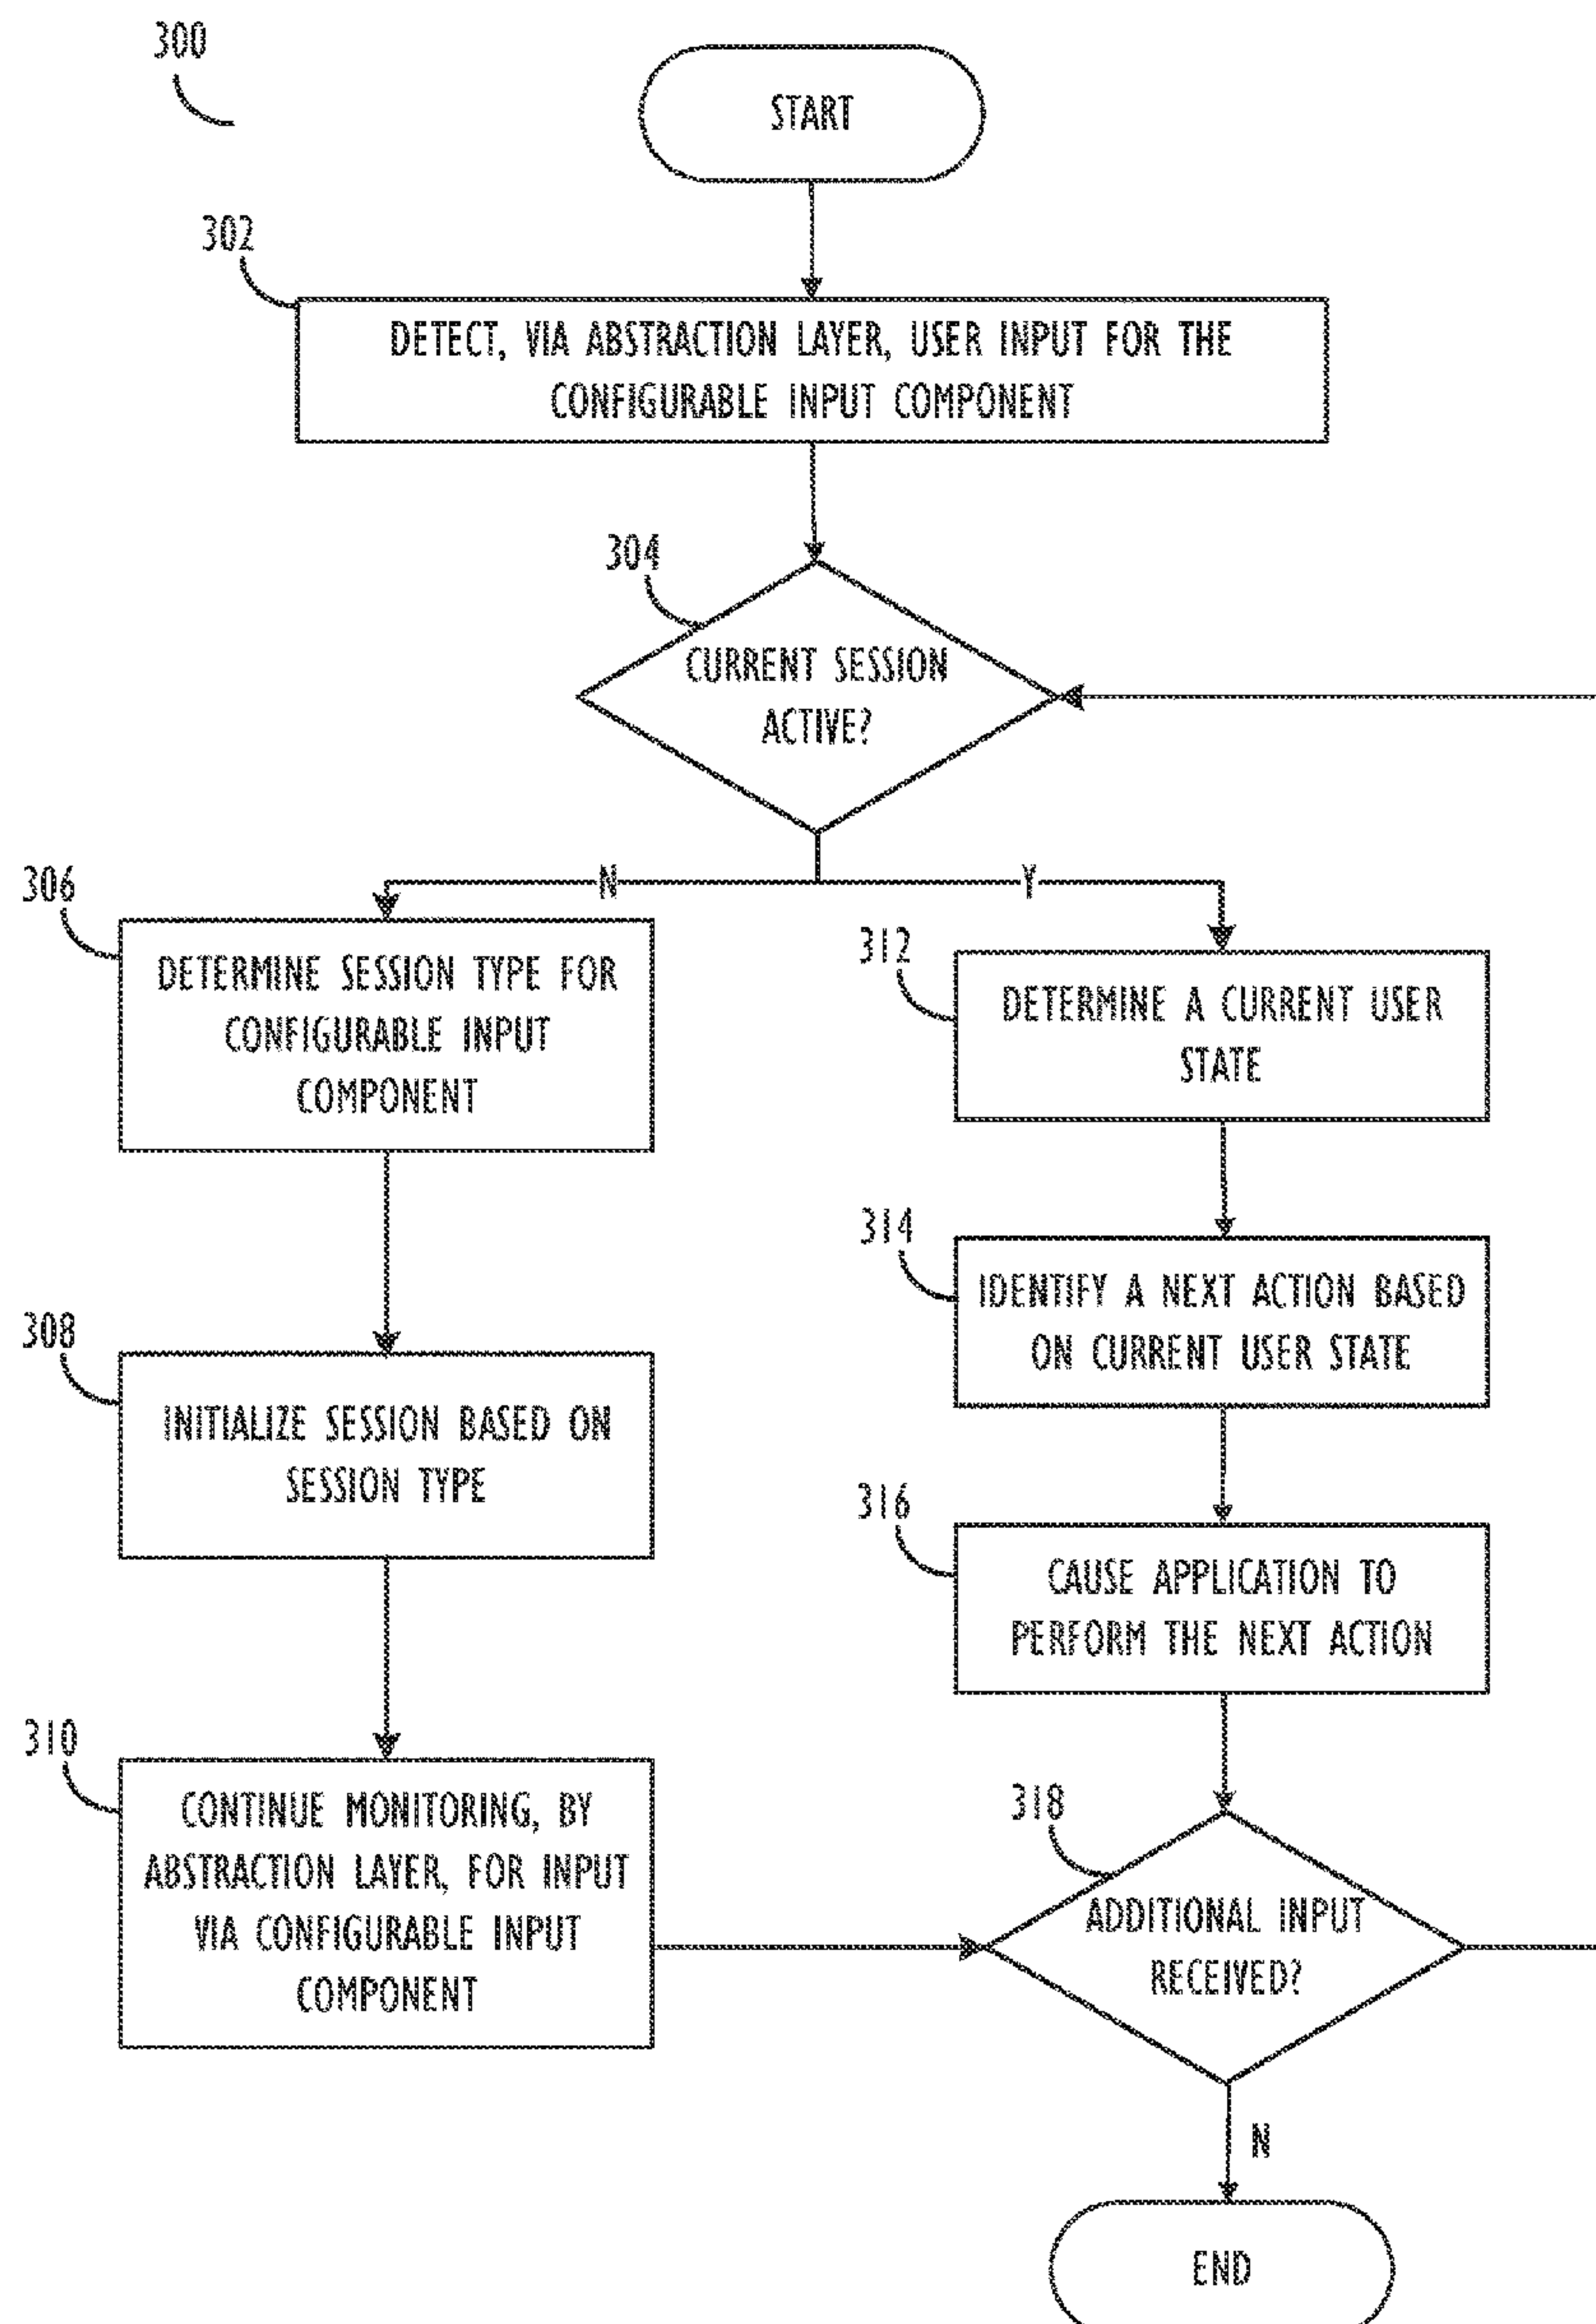 300
START
302
DETECT, VIA ABSTRACTION LAYER, USER INPUT FOR THE
CONFIGURABLE INPUT COMPONENT
304
CURRENT SESSION
ACTIVE?
N
Y
306
DETERMINE SESSION TYPE FOR
CONFIGURABLE INPUT
COMPONENT
308
INITIALIZE SESSION BASED ON
SESSION TYPE
310
CONTINUE MONITORING, BY
ABSTRACTION LAYER, FOR INPUT
VIA CONFIGURABLE INPUT
COMPONENT
312
DETERMINE A CURRENT USER
STATE
314
IDENTIFY A NEXT ACTION BASED
ON CURRENT USER STATE
316
CAUSE APPLICATION TO
PERFORM THE NEXT ACTION
318
ADDITIONAL INPUT
RECEIVED?
N
END